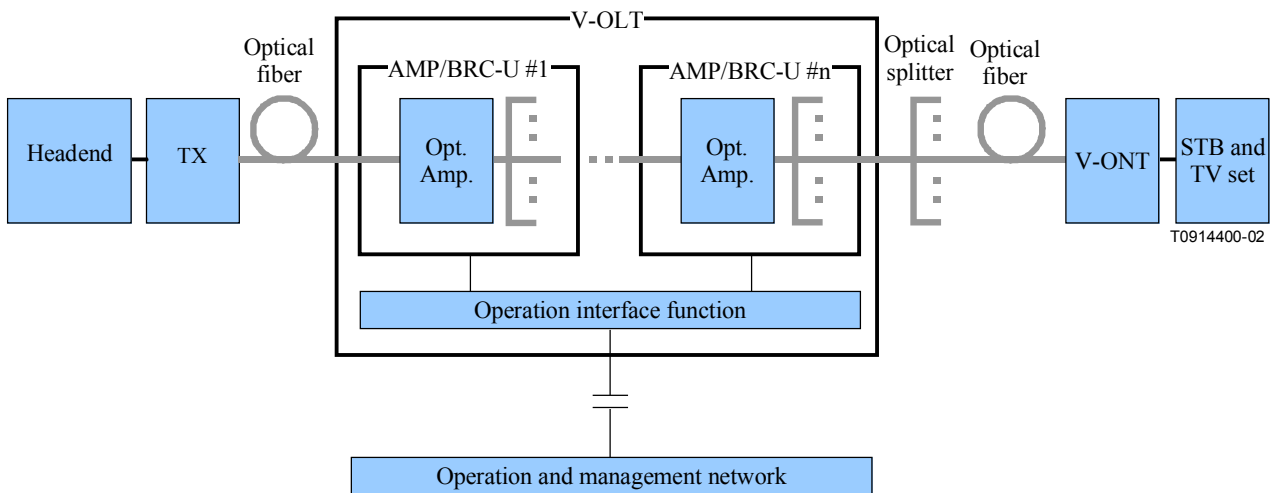 V-OLT
Optical
fiber
AMP/BRC-U #1
AMP/BRC-U #n
Optical
splitter
Optical
fiber
Headend
TX
Opt.
Amp.
Opt.
Amp.
V-ONT
STB and
TV set
T0914400-02
Operation interface function
Operation and management network